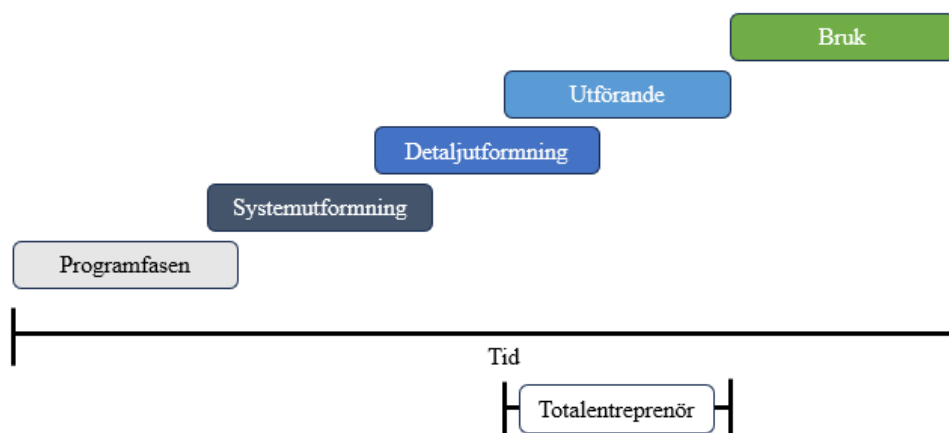 Bruk
Utförande
Detaljutformning
Systemutformning
Programfasen
Tid
Totalentreprenör